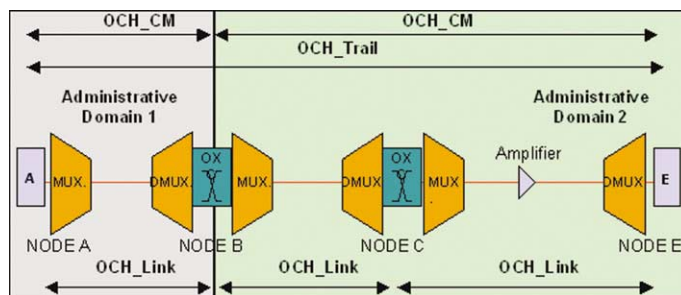 OCH_CM
OCH_CM
OCH_Trail
Administrative
Domain 1
Administrative
Domain 2
OX
OX
Amplifier
A
MUX.
DMUX.
MUX.
DMUX
MUX
DMUX
E
NODE A
NODE B
NODE C
NODE E
OCH_Link
OCH_Link
OCH_Link